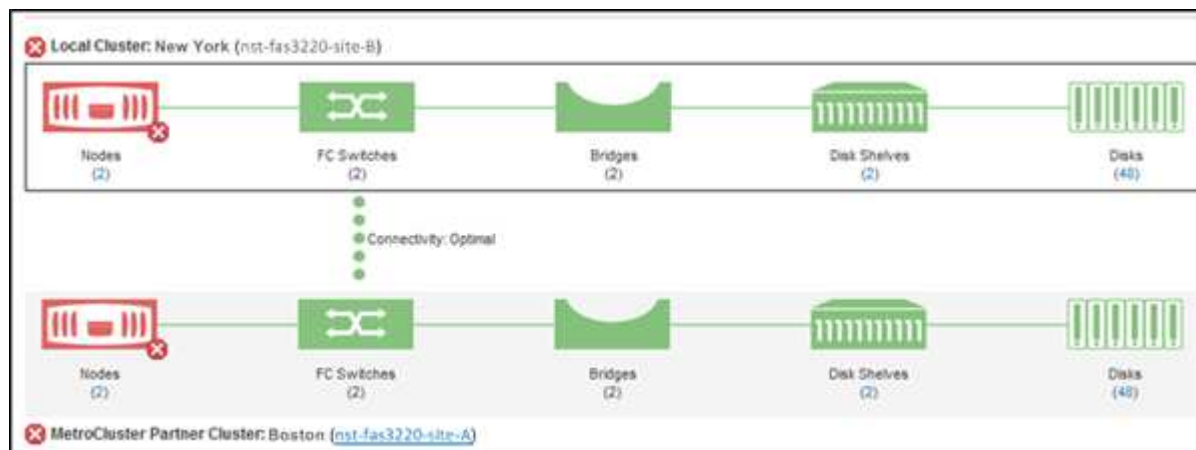 Local Cluster: New York (nst-fas3220-site-B)
Nodes FC Switches Bridges Disk Shelves Disks
(2) (2) (2) (2) (48)
Connectivity: Optimal
Nodes FC Switches Bridges Disk Shelves Disks
(2) (2) (2) (2) (48)
MetroCluster Partner Cluster: Boston (nst-fas3220-site-A)